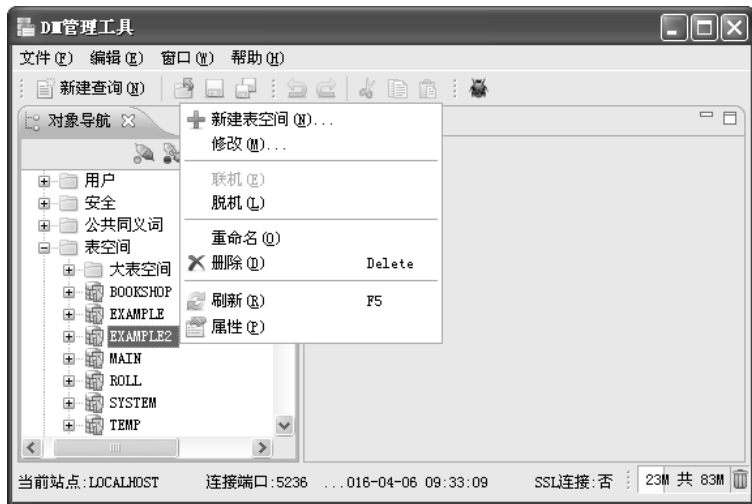 DM管理工具
文件(F) 编辑(E) 窗口(W) 帮助(H)
新建查询(N)
对象导航
新建表空间(N)...
修改(M)...
联机(E)
脱机(L)
重命名(O)
删除(D) Delete
刷新(R) F5
属性(P)
用户
安全
公共同义词
表空间
大表空间
BOOKSHOP
EXAMPLE
EXAMPLE2
MAIN
ROLL
SYSTEM
TEMP
当前站点:LOCALHOST 连接端口:5236 ...016-04-06 09:33:09 SSL连接:否 23M 共 83M